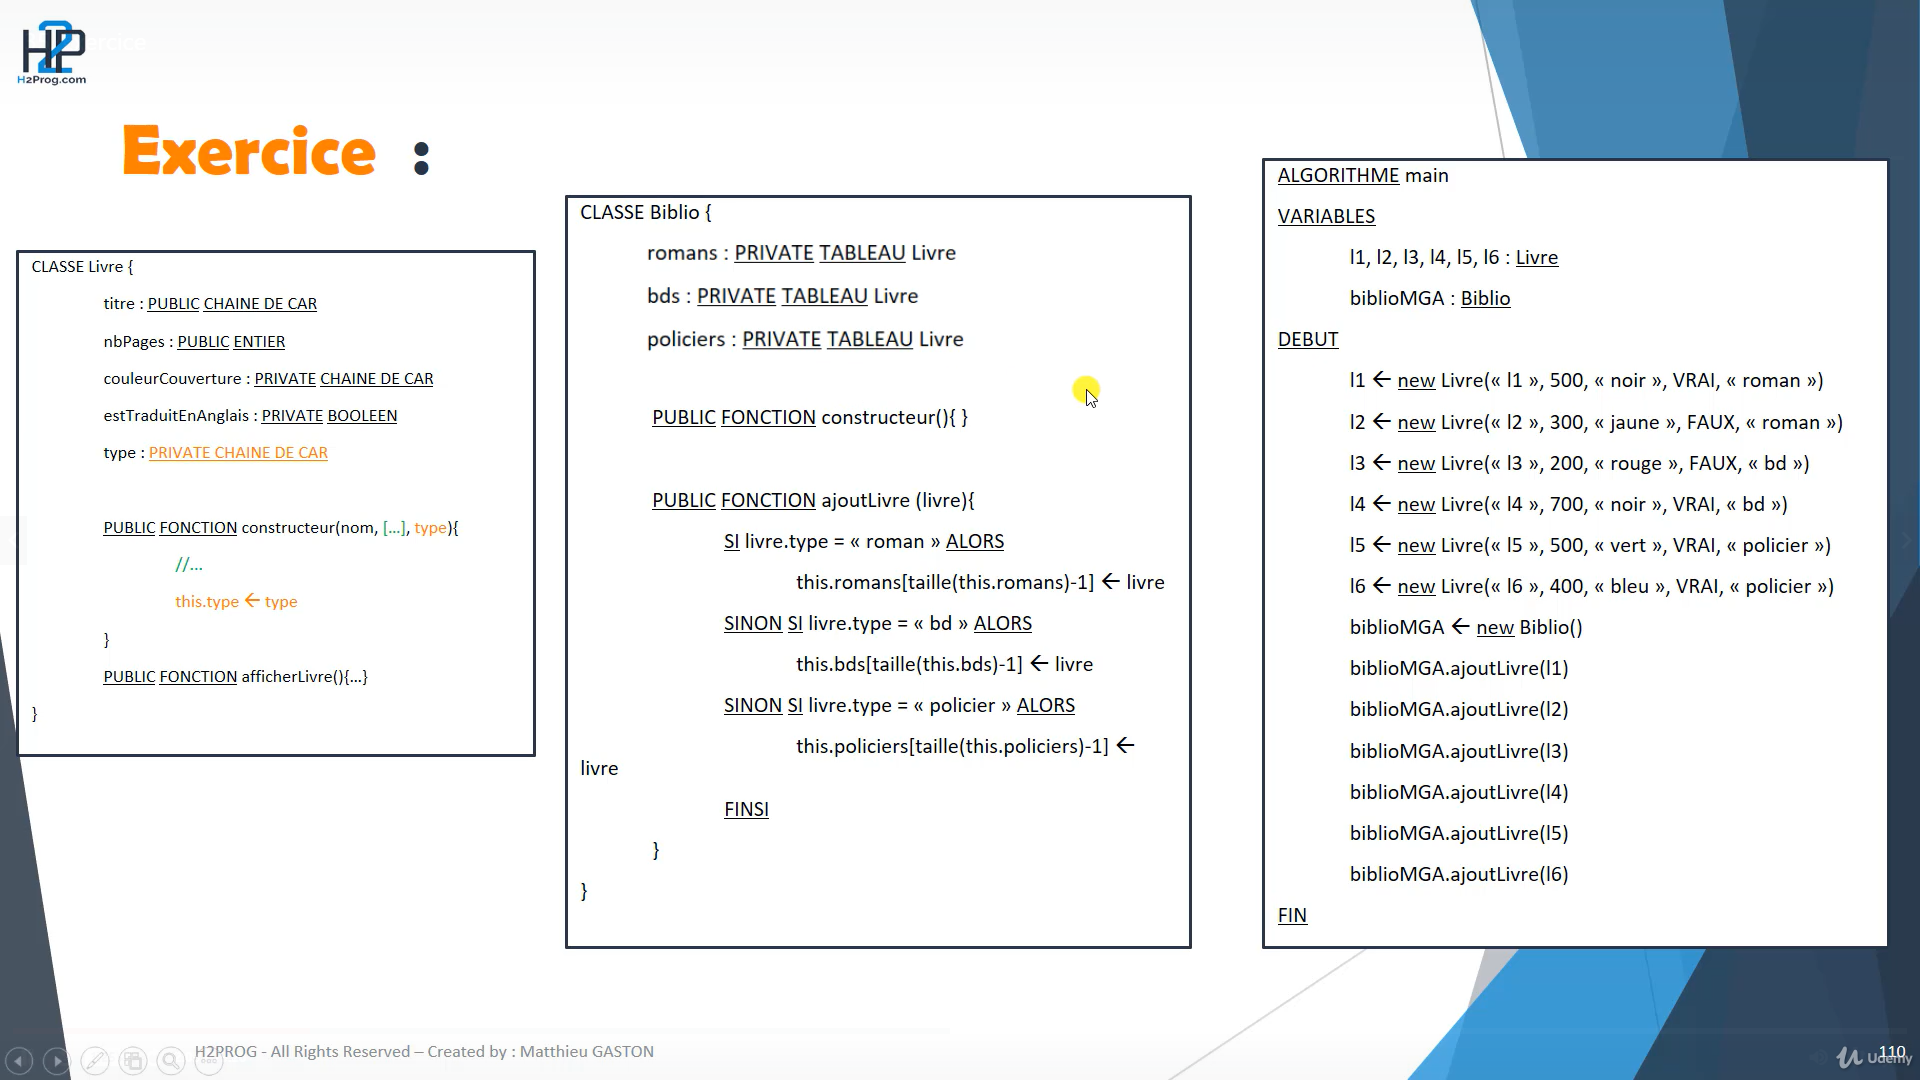 H2P
H2Prog.com
Exercice :
CLASSE Livre {
titre : PUBLIC CHAINE DE CAR
nbPages : PUBLIC ENTIER
couleurCouverture : PRIVATE CHAINE DE CAR
estTraduitEnAnglais : PRIVATE BOOLEEN
type : PRIVATE CHAINE DE CAR
PUBLIC FONCTION constructeur(nom, [...], type){
//...
this.type ← type
}
PUBLIC FONCTION afficherLivre(){...}
}
CLASSE Biblio {
romans : PRIVATE TABLEAU Livre
bds : PRIVATE TABLEAU Livre
policiers : PRIVATE TABLEAU Livre
PUBLIC FONCTION constructeur(){ }
PUBLIC FONCTION ajoutLivre (livre){
SI livre.type = « roman » ALORS
this.romans[taille(this.romans)-1] ← livre
SINON SI livre.type = « bd » ALORS
this.bds[taille(this.bds)-1] ← livre
SINON SI livre.type = « policier » ALORS
this.policiers[taille(this.policiers)-1] ←
livre
FINSI
}
}
ALGORITHME main
VARIABLES
l1, l2, l3, l4, l5, l6 : Livre
biblioMGA : Biblio
DEBUT
l1 ← new Livre(« l1 », 500, « noir », VRAI, « roman »)
l2 ← new Livre(« l2 », 300, « jaune », FAUX, « roman »)
l3 ← new Livre(« l3 », 200, « rouge », FAUX, « bd »)
l4 ← new Livre(« l4 », 700, « noir », VRAI, « bd »)
l5 ← new Livre(« l5 », 500, « vert », VRAI, « policier »)
l6 ← new Livre(« l6 », 400, « bleu », VRAI, « policier »)
biblioMGA ← new Biblio()
biblioMGA.ajoutLivre(l1)
biblioMGA.ajoutLivre(l2)
biblioMGA.ajoutLivre(l3)
biblioMGA.ajoutLivre(l4)
biblioMGA.ajoutLivre(l5)
biblioMGA.ajoutLivre(l6)
FIN
H2PROG - All Rights Reserved – Created by : Matthieu GASTON
110
Udemy